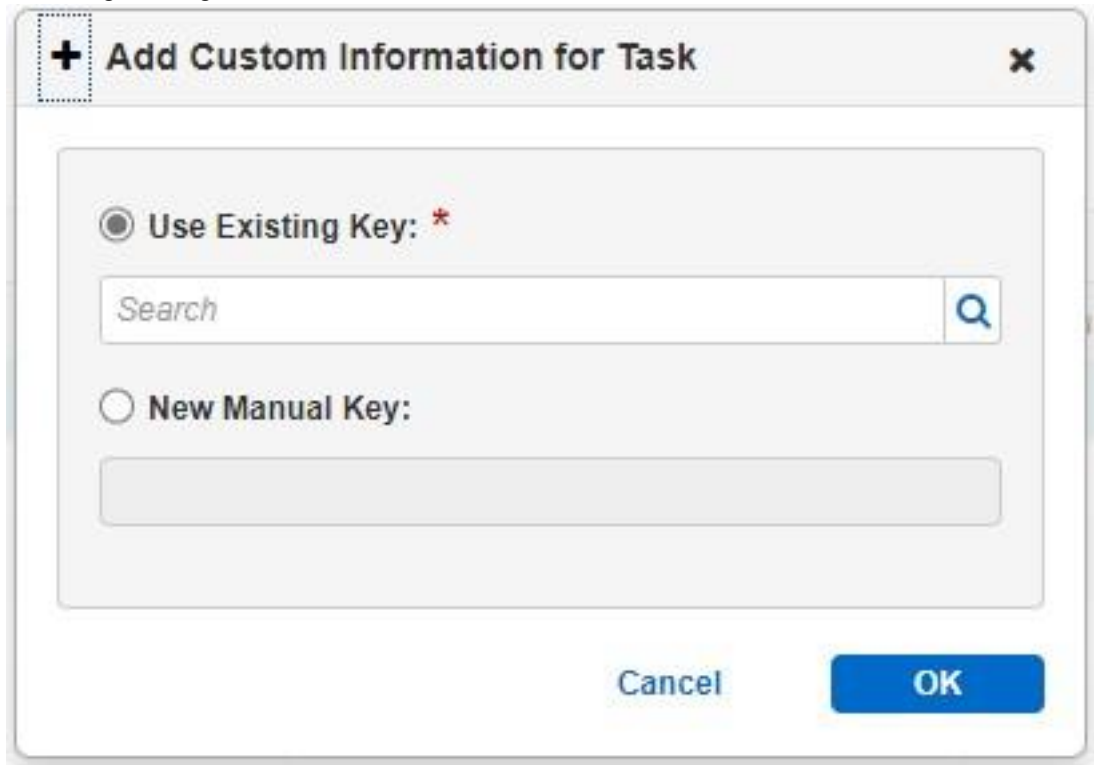 Add Custom Information for Task
Use Existing Key: *
Search
New Manual Key:
Cancel OK